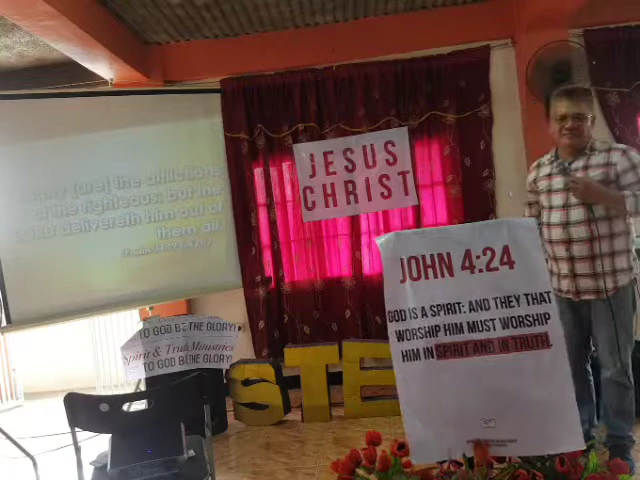 [are] the afflictions
of the righteous: but the
delivereth him out of
them all.
JESUS
CHRIST
JOHN 4:24
GOD IS A SPIRIT: AND THEY THAT
WORSHIP HIM MUST WORSHIP
HIM IN SPIRIT AND IN TRUTH.
TO GOD BE THE GLORY!
Spirit & Truth Ministries
TO GOD BE THE GLORY!
STE